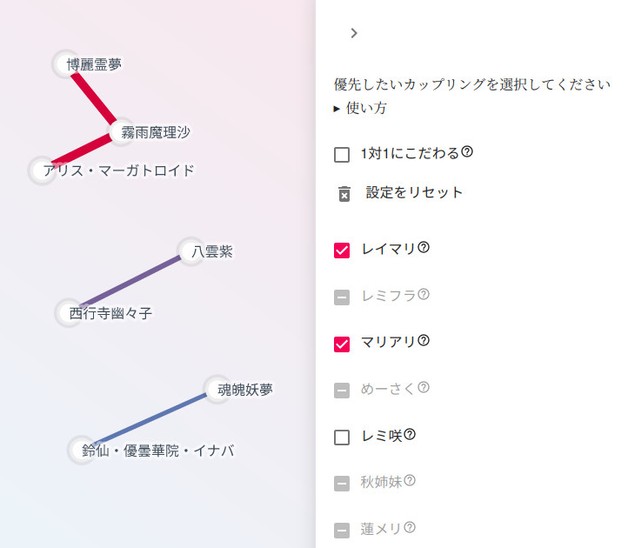 博麗霊夢
霧雨魔理沙
アリス・マーガトロイド
八雲紫
西行寺幽々子
魂魄妖夢
鈴仙・優曇華院・イナバ
優先したいカップリングを選択してください
▸ 使い方
1対1にこだわる?
設定をリセット
レイマリ?
レミフラ?
マリアリ?
めーさく?
レミ咲?
秋姉妹?
蓮メリ?